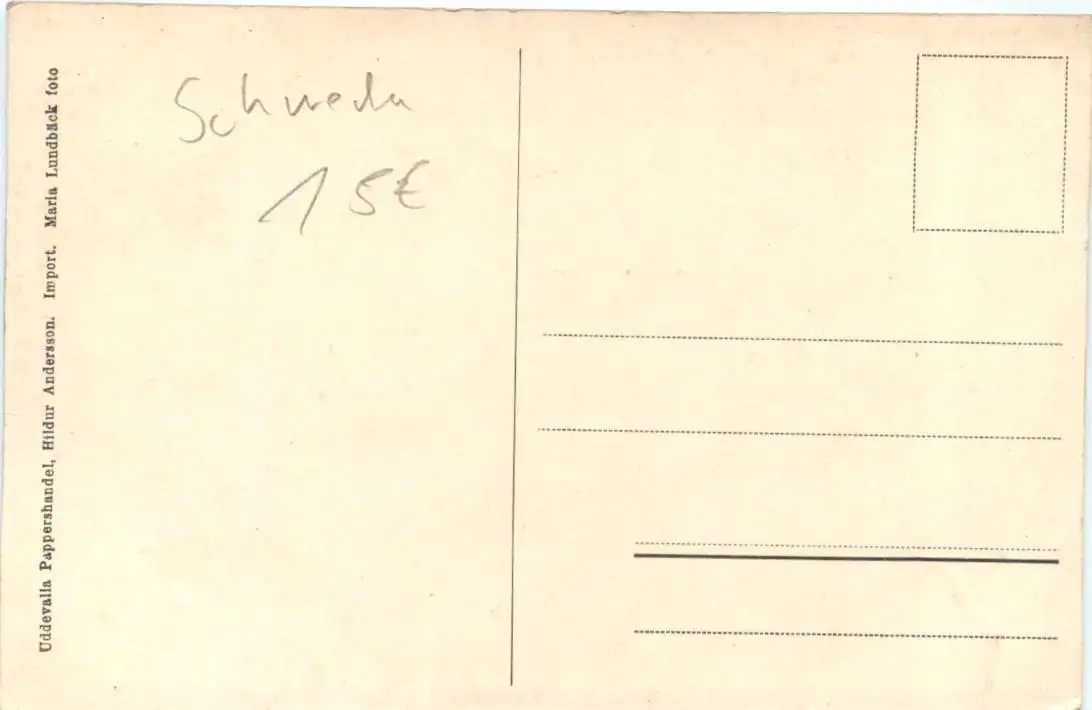 Schweden
15€
Uddevalla Pappershandel, Hildur Andersson. Import. Maria Lundbäck foto